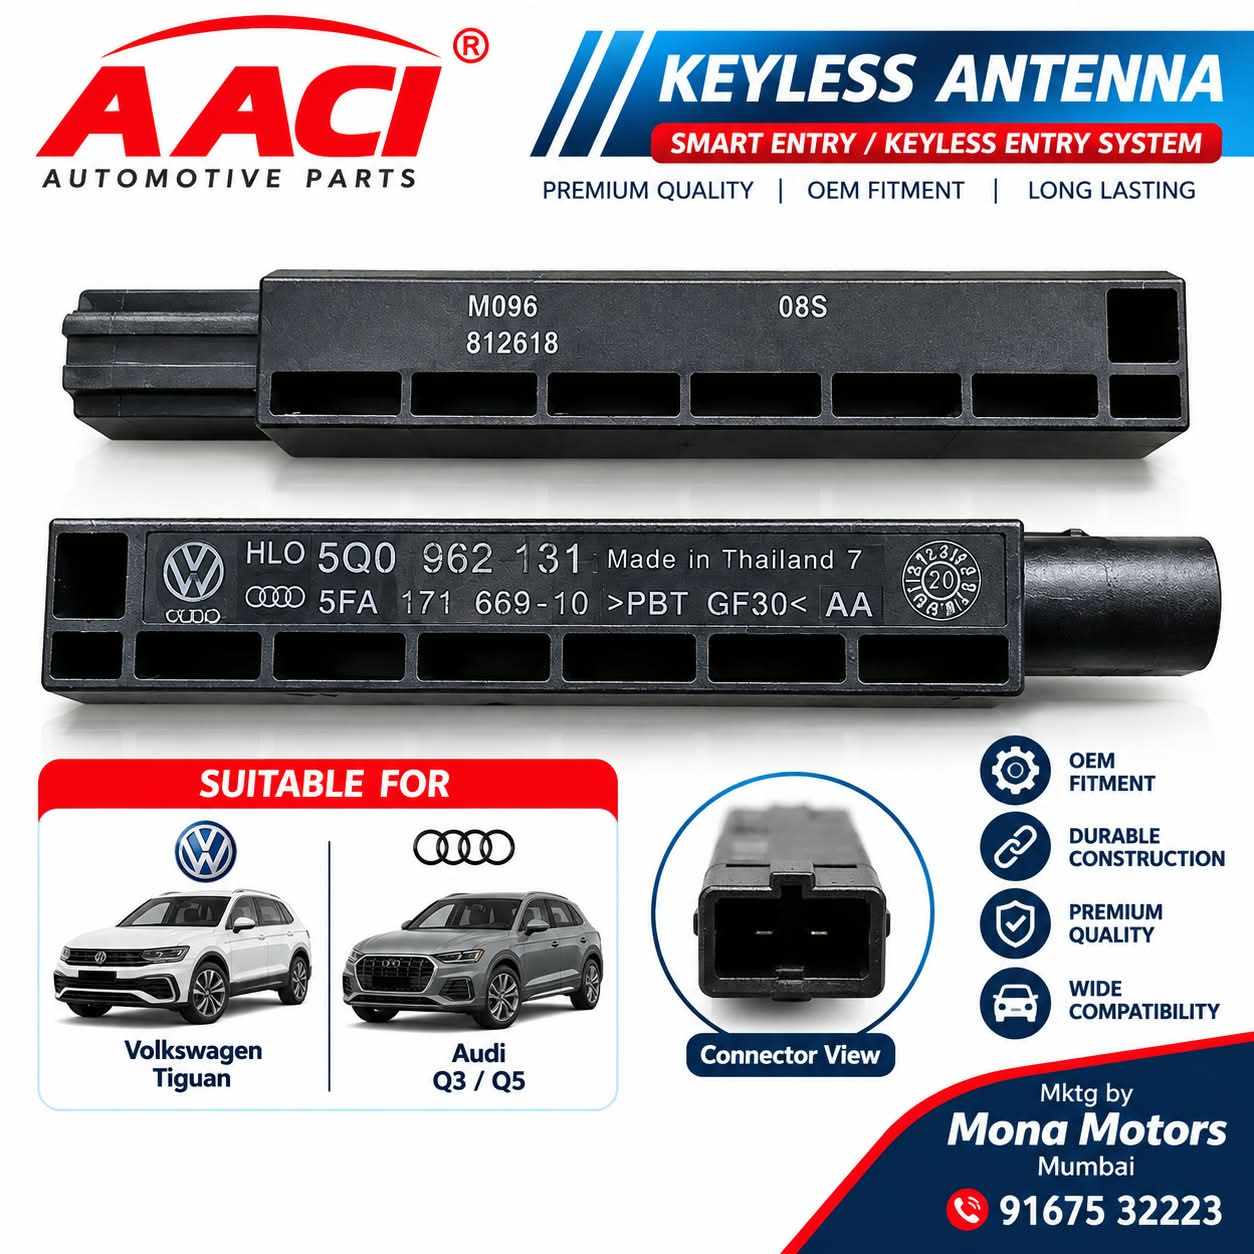 AACI®
AUTOMOTIVE PARTS
KEYLESS ANTENNA
SMART ENTRY / KEYLESS ENTRY SYSTEM
PREMIUM QUALITY | OEM FITMENT | LONG LASTING
M096 08S
812618
HLO 5Q0 962 131 Made in Thailand 7
5FA 171 669-10 >PBT GF30< AA
20
SUITABLE FOR
Volkswagen
Tiguan
Audi
Q3 / Q5
Connector View
OEM
FITMENT
DURABLE
CONSTRUCTION
PREMIUM
QUALITY
WIDE
COMPATIBILITY
Mktg by
Mona Motors
Mumbai
91675 32223